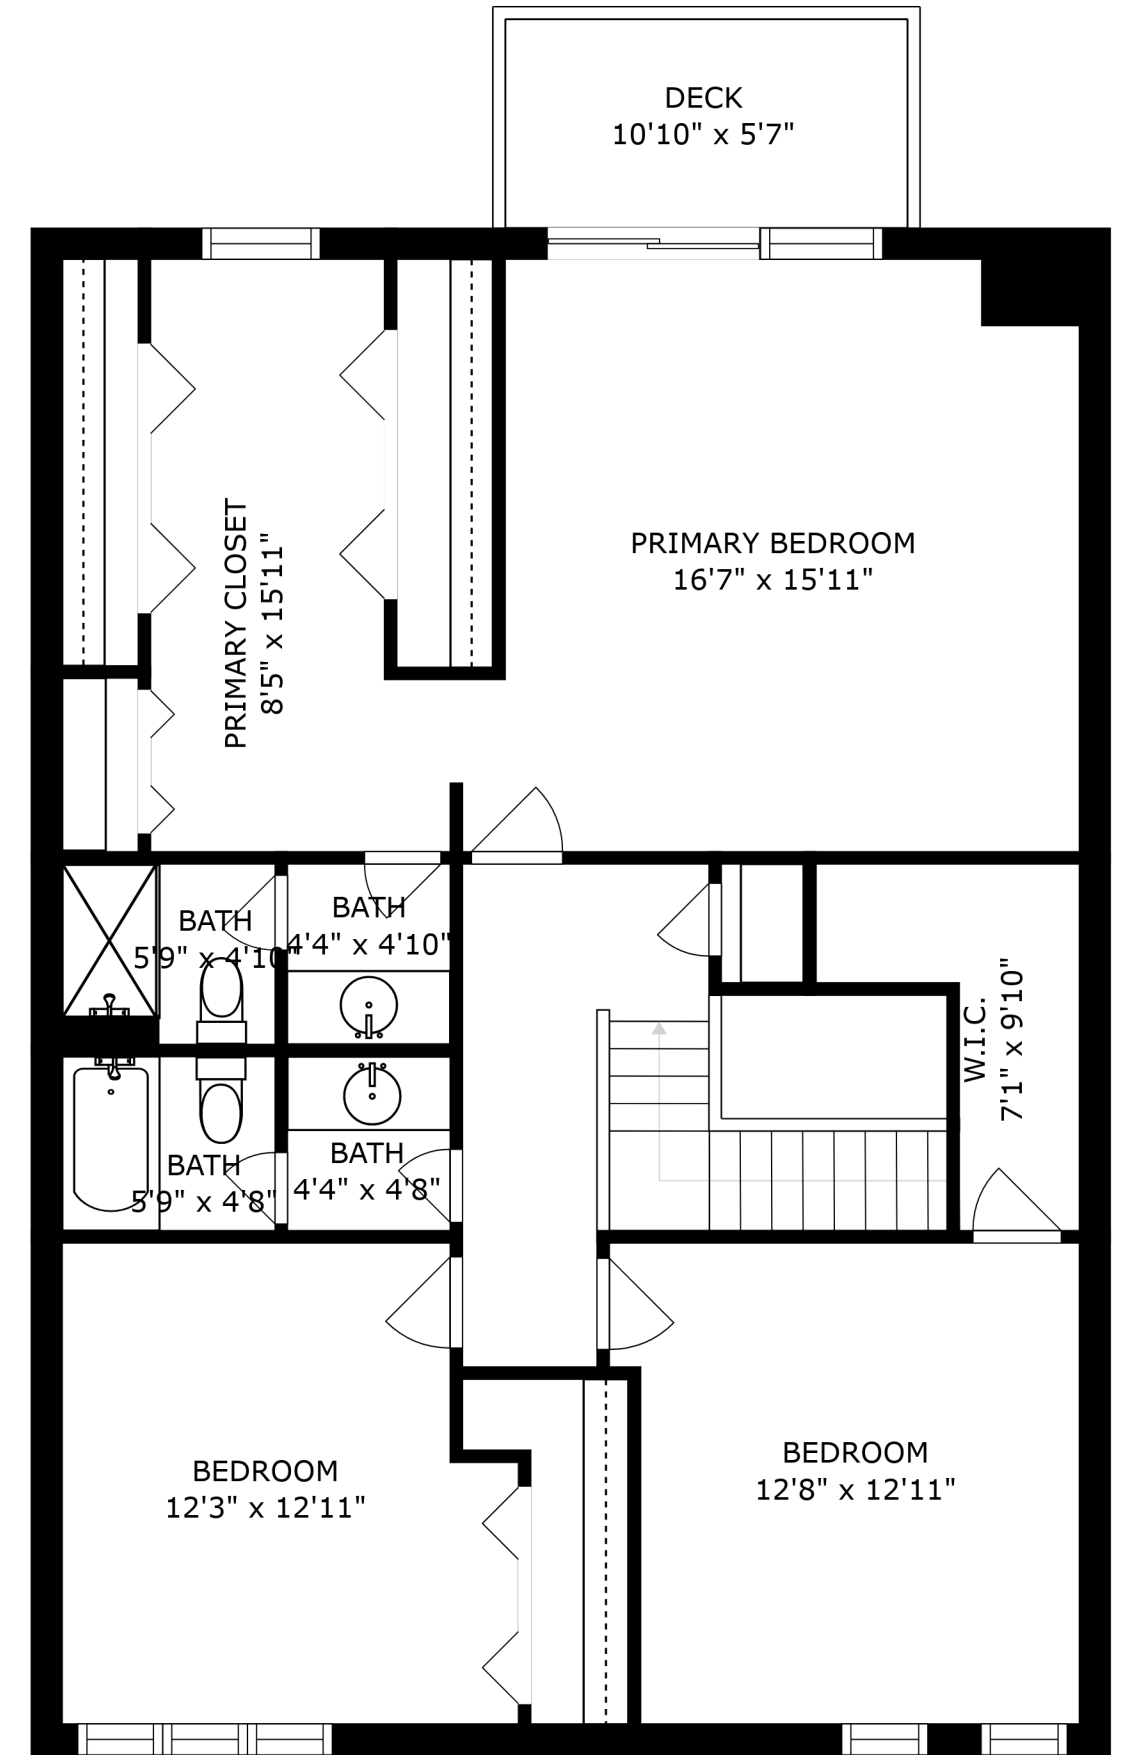 DECK
10'10" x 5'7"
PRIMARY CLOSET
8'5" x 15'11"
PRIMARY BEDROOM
16'7" x 15'11"
BATH
5'9" x 4'10"
BATH
4'4" x 4'10"
W.I.C.
7'1" x 9'10"
BATH
5'9" x 4'8"
BATH
4'4" x 4'8"
BEDROOM
12'3" x 12'11"
BEDROOM
12'8" x 12'11"